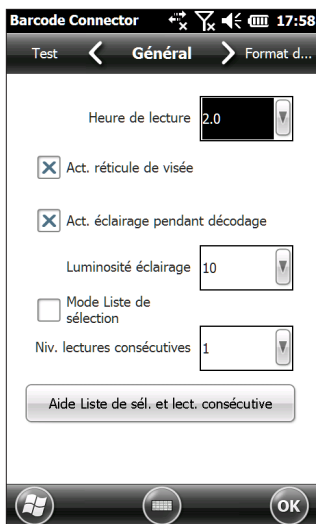 Barcode Connector 17:58
Test Général Format d...
Heure de lecture 2.0
Act. réticule de visée
Act. éclairage pendant décodage
Luminosité éclairage 10
Mode Liste de
sélection
Niv. lectures consécutives 1
Aide Liste de sél. et lect. consécutive
OK